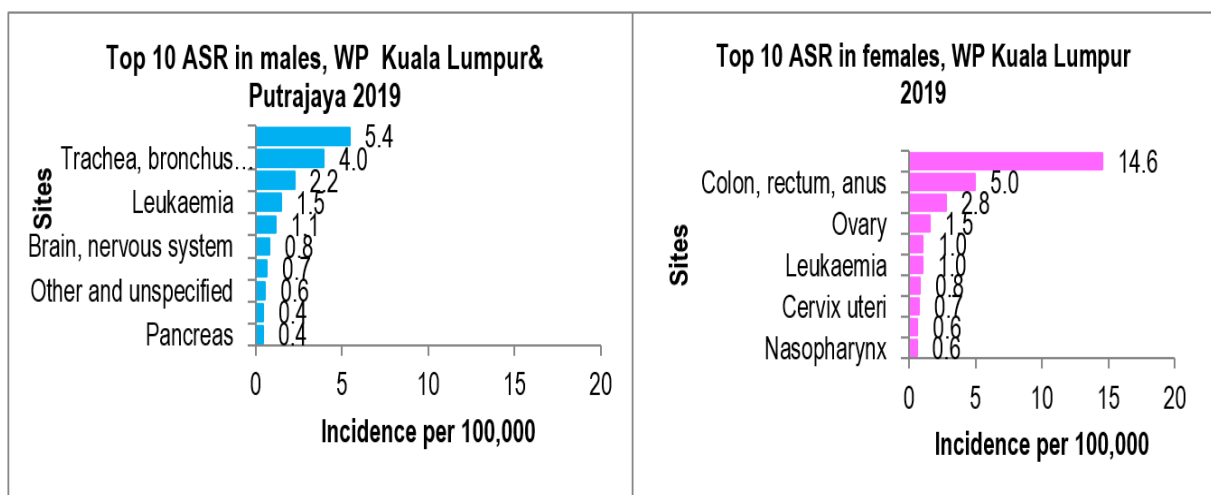 Top 10 ASR in males, WP Kuala Lumpur&
Putrajaya 2019
Sites
5.4
Trachea, bronchus… 4.0
2.2
Leukaemia 1.5
1.1
Brain, nervous system 0.8
0.7
Other and unspecified 0.6
0.4
Pancreas 0.4
0 5 10 15 20
Incidence per 100,000
Top 10 ASR in females, WP Kuala Lumpur
2019
Sites
14.6
Colon, rectum, anus 5.0
2.8
Ovary 1.5
1.0
Leukaemia 1.0
0.8
Cervix uteri 0.7
0.6
Nasopharynx 0.6
0 5 10 15 20
Incidence per 100,000